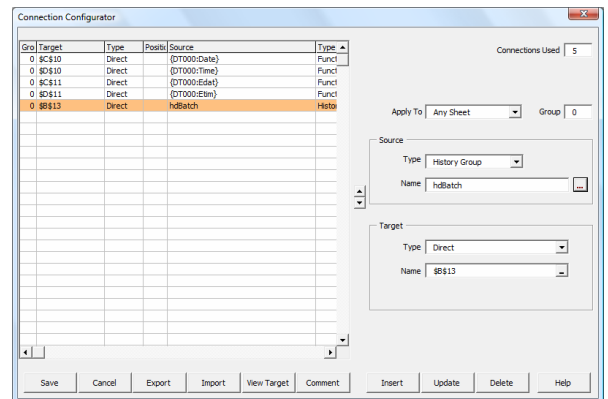 Connection Configurator
Gro Target Type Positic Source Type
0 $C$10 Direct {DT000:Date} Funct
0 $D$10 Direct {DT000:Time} Funct
0 $C$11 Direct {DT000:Edat} Funct
0 $D$11 Direct {DT000:Etim} Funct
0 $B$13 Direct hdBatch Histor
Connections Used 5
Apply To Any Sheet Group 0
Source
Type History Group
Name hdBatch ...
Target
Type Direct
Name $B$13
Save Cancel Export Import View Target Comment Insert Update Delete Help